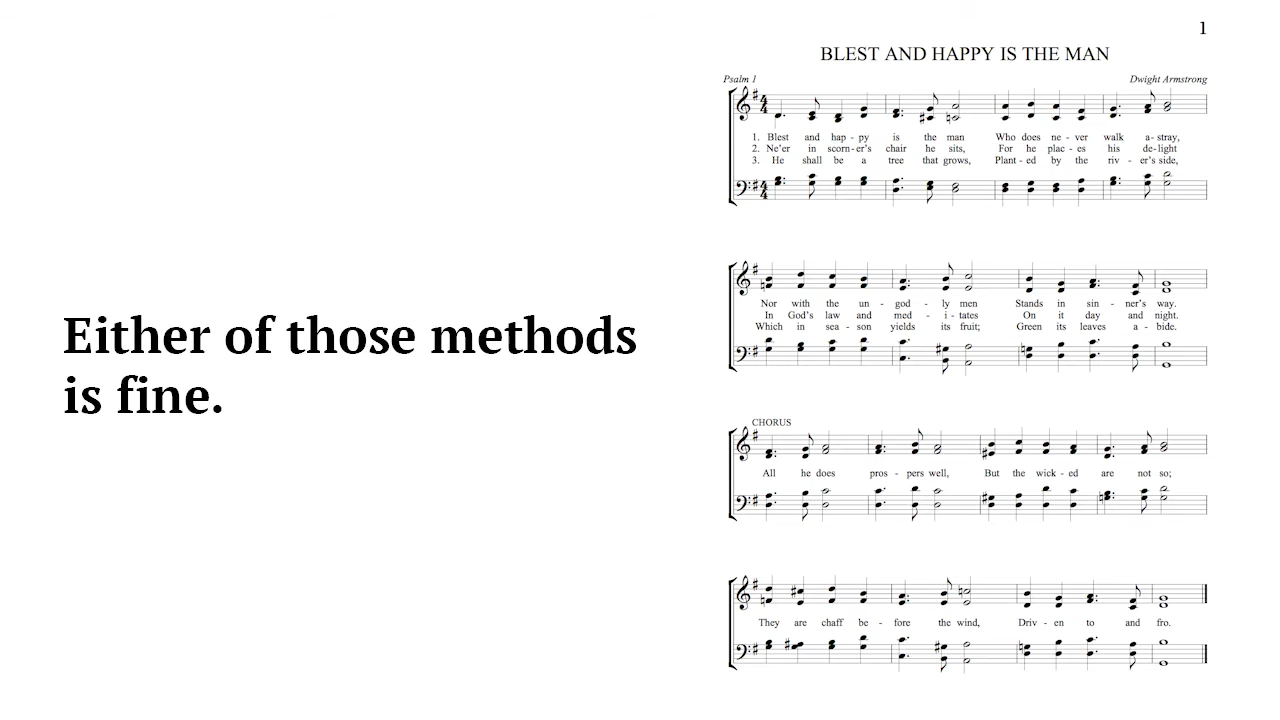 Either of those methods
is fine.
1
BLEST AND HAPPY IS THE MAN
Psalm 1
Dwight Armstrong
1. Blest and hap - py is the man Who does ne - ver walk a - stray,
2. Ne'er in scorn - er's chair he sits, For he plac - es his de - light
3. He shall be a tree that grows, Plant - ed by the riv - er's side,
Nor with the un - god - ly men Stands in sin - ner's way.
In God's law and med - i - tates On it day and night.
Which in sea - son yields its fruit; Green its leaves a - bide.
CHORUS
All he does pros - pers well, But the wick - ed are not so;
They are chaff be - fore the wind, Driv - en to and fro.